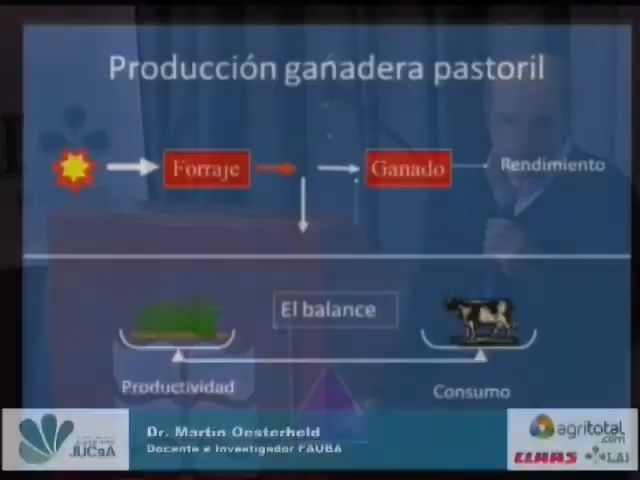 Producción ganadera pastoril
Forraje
Ganado
Rendimiento
El balance
Productividad
Consumo
JUCsA
Dr. Martín Oesterheld
Docente e Investigador FAUBA
agritotal
.com
CLAAS